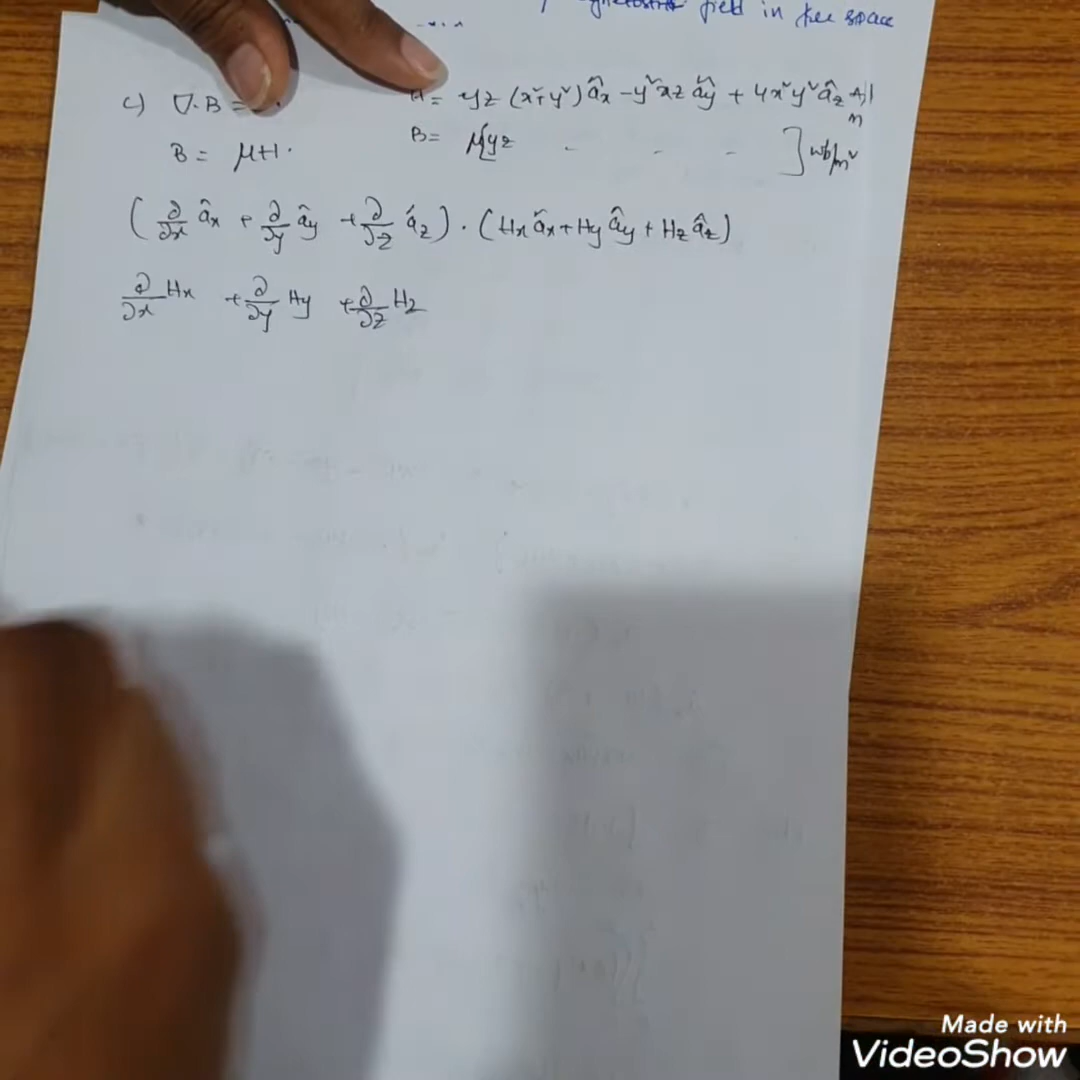 field in free space
c) ∇.B =
H = yz (x²+y²) âx - y²xz ây + 4x²y² âz A/m
B = μH.
B = μ[yz - - - ] wb/m²
(∂/∂x âx + ∂/∂y ây + ∂/∂z âz) . (Hx âx + Hy ây + Hz âz)
∂/∂x Hx + ∂/∂y Hy + ∂/∂z Hz
Made with
VideoShow